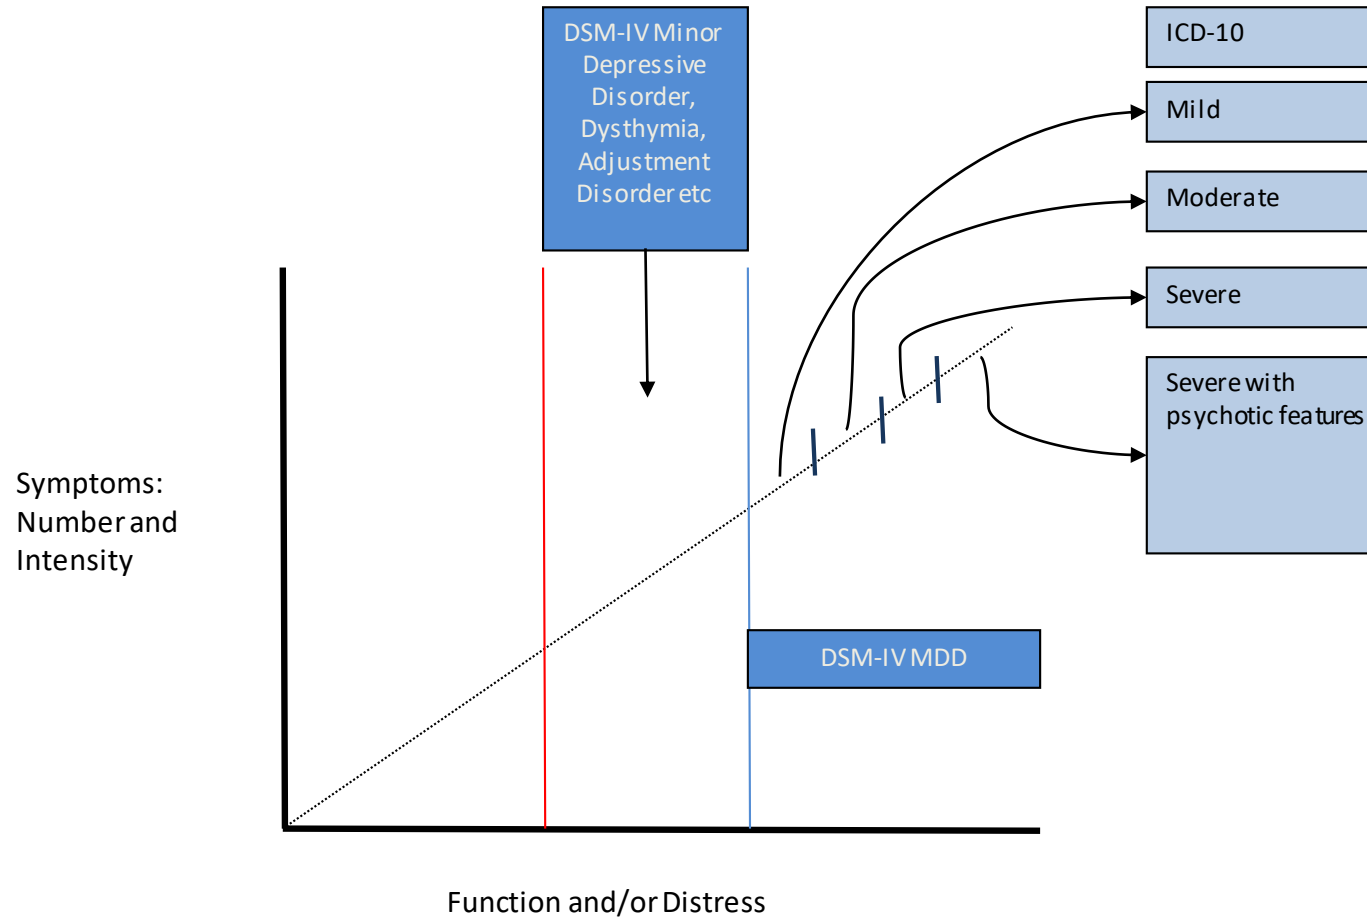 DSM-IV Minor
Depressive
Disorder,
Dysthymia,
Adjustment
Disorder etc
ICD-10
Mild
Moderate
Severe
Severe with
psychotic features
Symptoms:
Number and
Intensity
DSM-IV MDD
Function and/or Distress